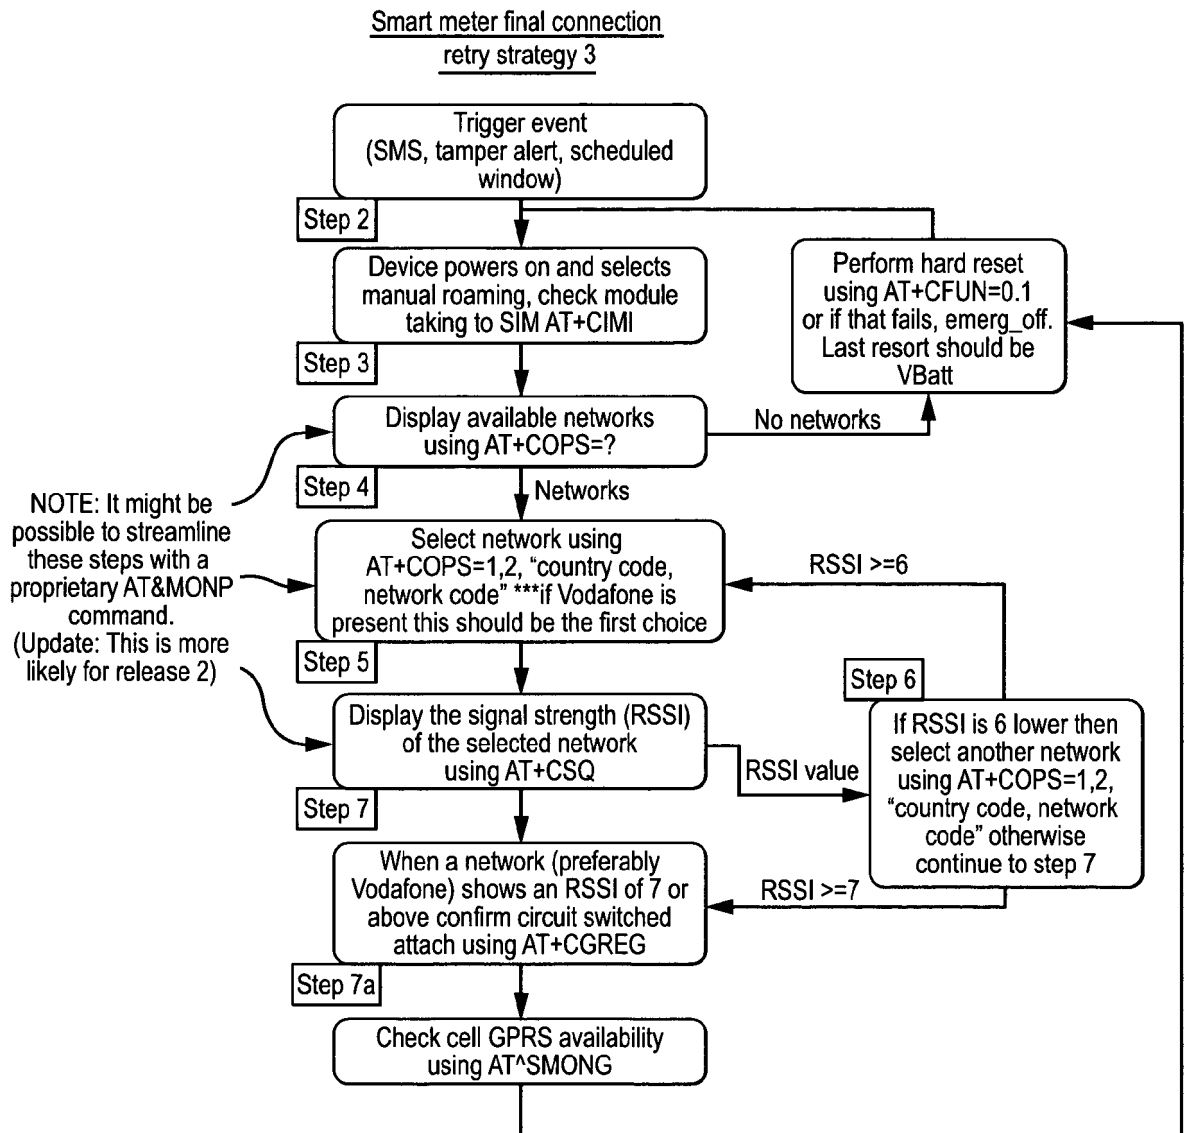 Smart meter final connection
retry strategy 3
Trigger event
(SMS, tamper alert, scheduled
window)
Step 2
Device powers on and selects
manual roaming, check module
taking to SIM AT+CIMI
Perform hard reset
using AT+CFUN=0.1
or if that fails, emerg_off.
Last resort should be
VBatt
Step 3
Display available networks
using AT+COPS=?
No networks
Step 4
Networks
NOTE: It might be
possible to streamline
these steps with a
proprietary AT&MONP
command.
(Update: This is more
likely for release 2)
Select network using
AT+COPS=1,2, “country code,
network code” ***if Vodafone is
present this should be the first choice
RSSI >=6
Step 5
Display the signal strength (RSSI)
of the selected network
using AT+CSQ
RSSI value
Step 6
If RSSI is 6 lower then
select another network
using AT+COPS=1,2,
“country code, network
code” otherwise
continue to step 7
Step 7
When a network (preferably
Vodafone) shows an RSSI of 7 or
above confirm circuit switched
attach using AT+CGREG
RSSI >=7
Step 7a
Check cell GPRS availability
using AT^SMONG